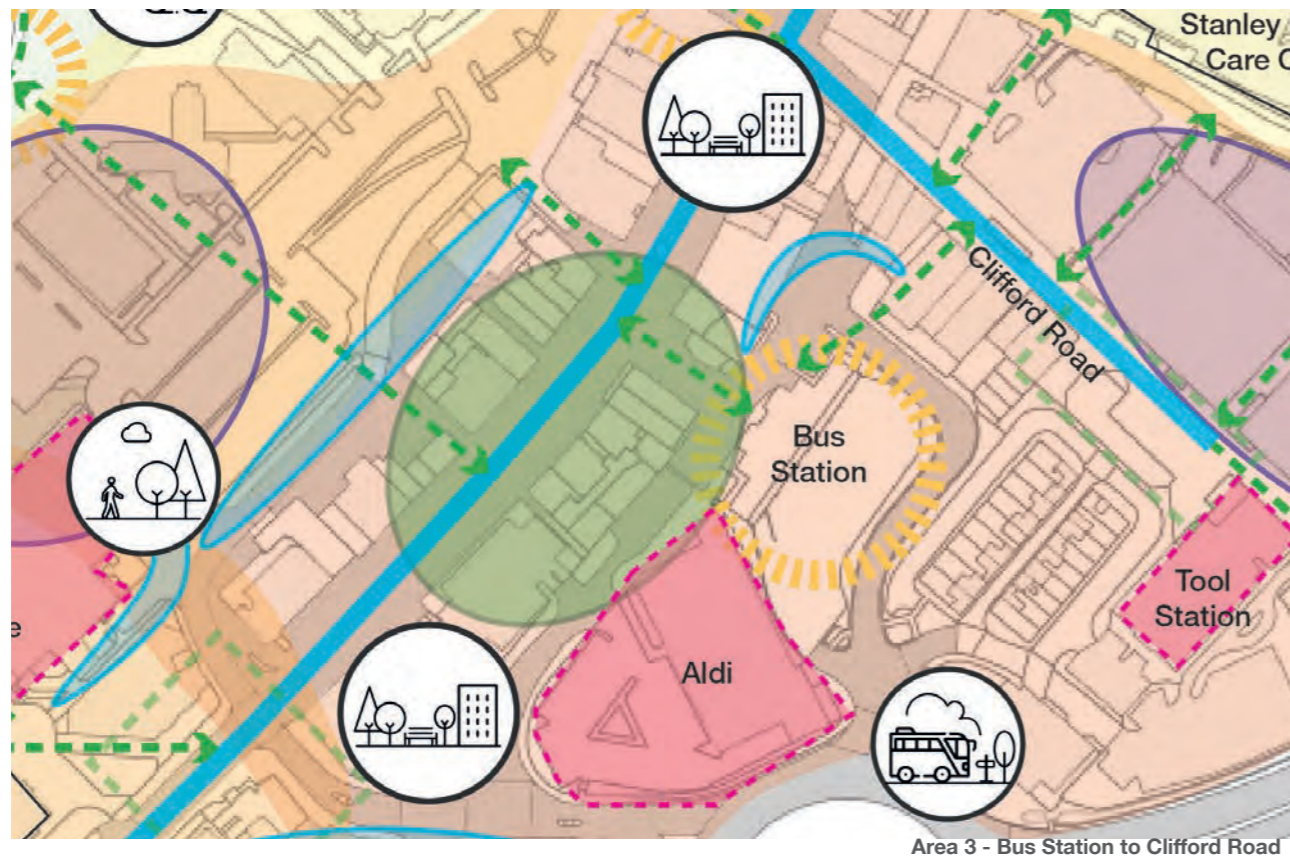 Stanley
Care C
Clifford Road
Bus
Station
Tool
Station
e
Aldi
Area 3 - Bus Station to Clifford Road